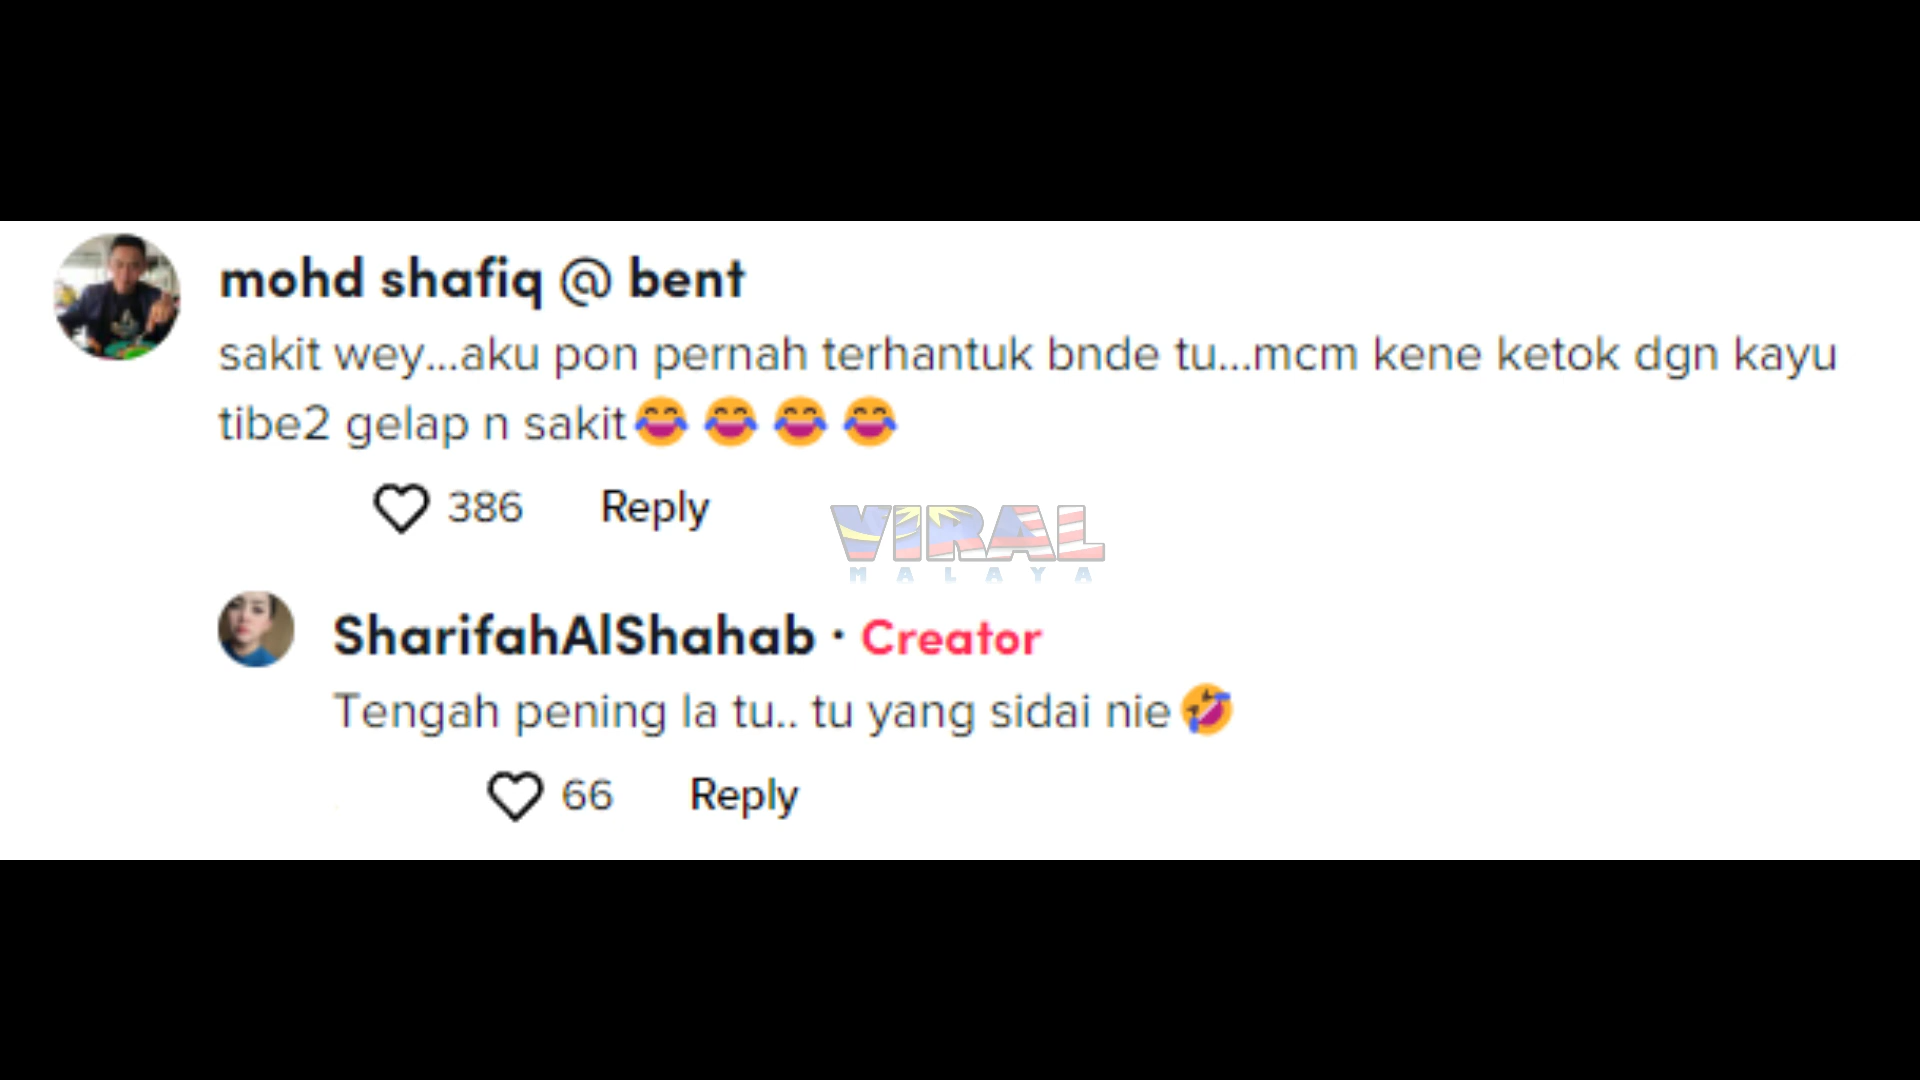 mohd shafiq @ bent
sakit wey...aku pon pernah terhantuk bnde tu...mcm kene ketok dgn kayu
tibe2 gelap n sakit😂😂😂😂
386 Reply
VIRAL
MALAYA
SharifahAlShahab · Creator
Tengah pening la tu.. tu yang sidai nie🤣
66 Reply